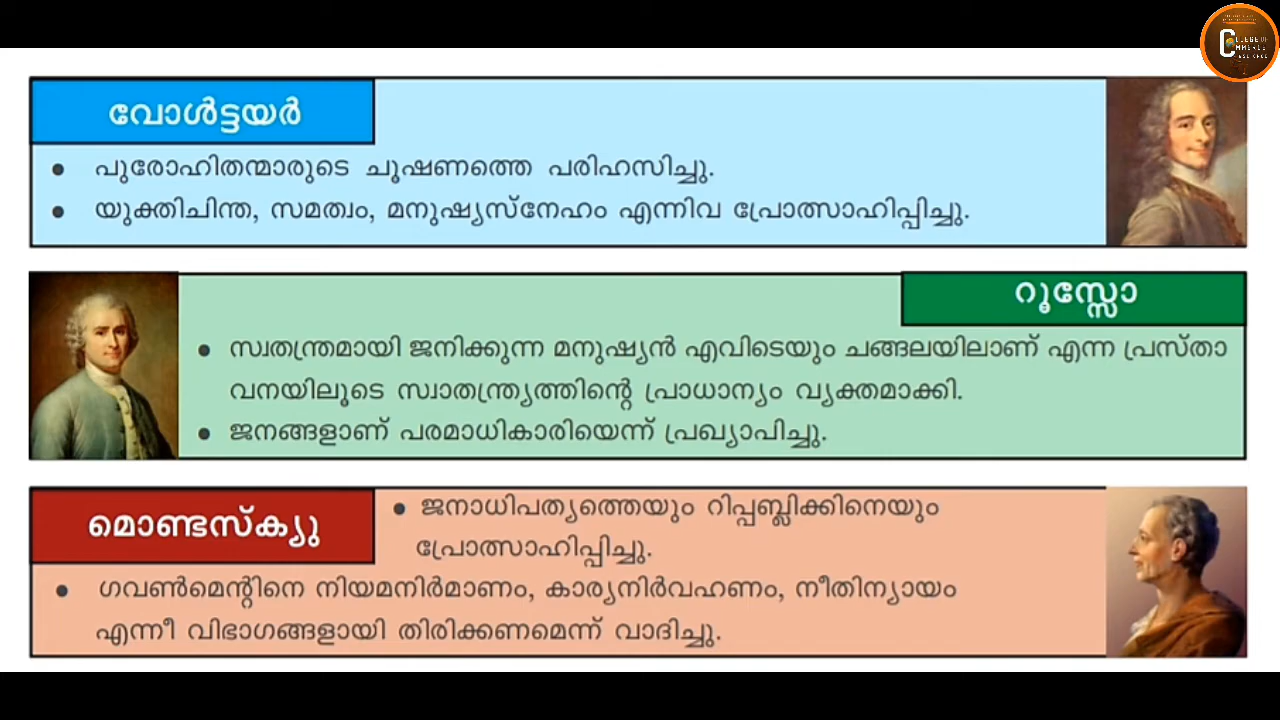 വോൾട്ടയർ
• പുരോഹിതന്മാരുടെ ചൂഷണത്തെ പരിഹസിച്ചു.
• യുക്തിചിന്ത, സമത്വം, മനുഷ്യസ്നേഹം എന്നിവ പ്രോത്സാഹിപ്പിച്ചു.
റൂസ്സോ
• സ്വതന്ത്രമായി ജനിക്കുന്ന മനുഷ്യൻ എവിടെയും ചങ്ങലയിലാണ് എന്ന പ്രസ്താ
വനയിലൂടെ സ്വാതന്ത്ര്യത്തിന്റെ പ്രാധാന്യം വ്യക്തമാക്കി.
• ജനങ്ങളാണ് പരമാധികാരിയെന്ന് പ്രഖ്യാപിച്ചു.
മൊണ്ടസ്ക്യു
• ജനാധിപത്യത്തെയും റിപ്പബ്ലിക്കിനെയും
പ്രോത്സാഹിപ്പിച്ചു.
• ഗവൺമെന്റിനെ നിയമനിർമാണം, കാര്യനിർവഹണം, നീതിന്യായം
എന്നീ വിഭാഗങ്ങളായി തിരിക്കണമെന്ന് വാദിച്ചു.